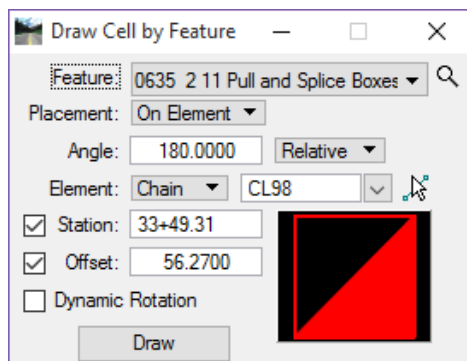 Draw Cell by Feature
Feature: 0635 2 11 Pull and Splice Boxes
Placement: On Element
Angle: 180.0000 Relative
Element: Chain CL98
Station: 33+49.31
Offset: 56.2700
Dynamic Rotation
Draw